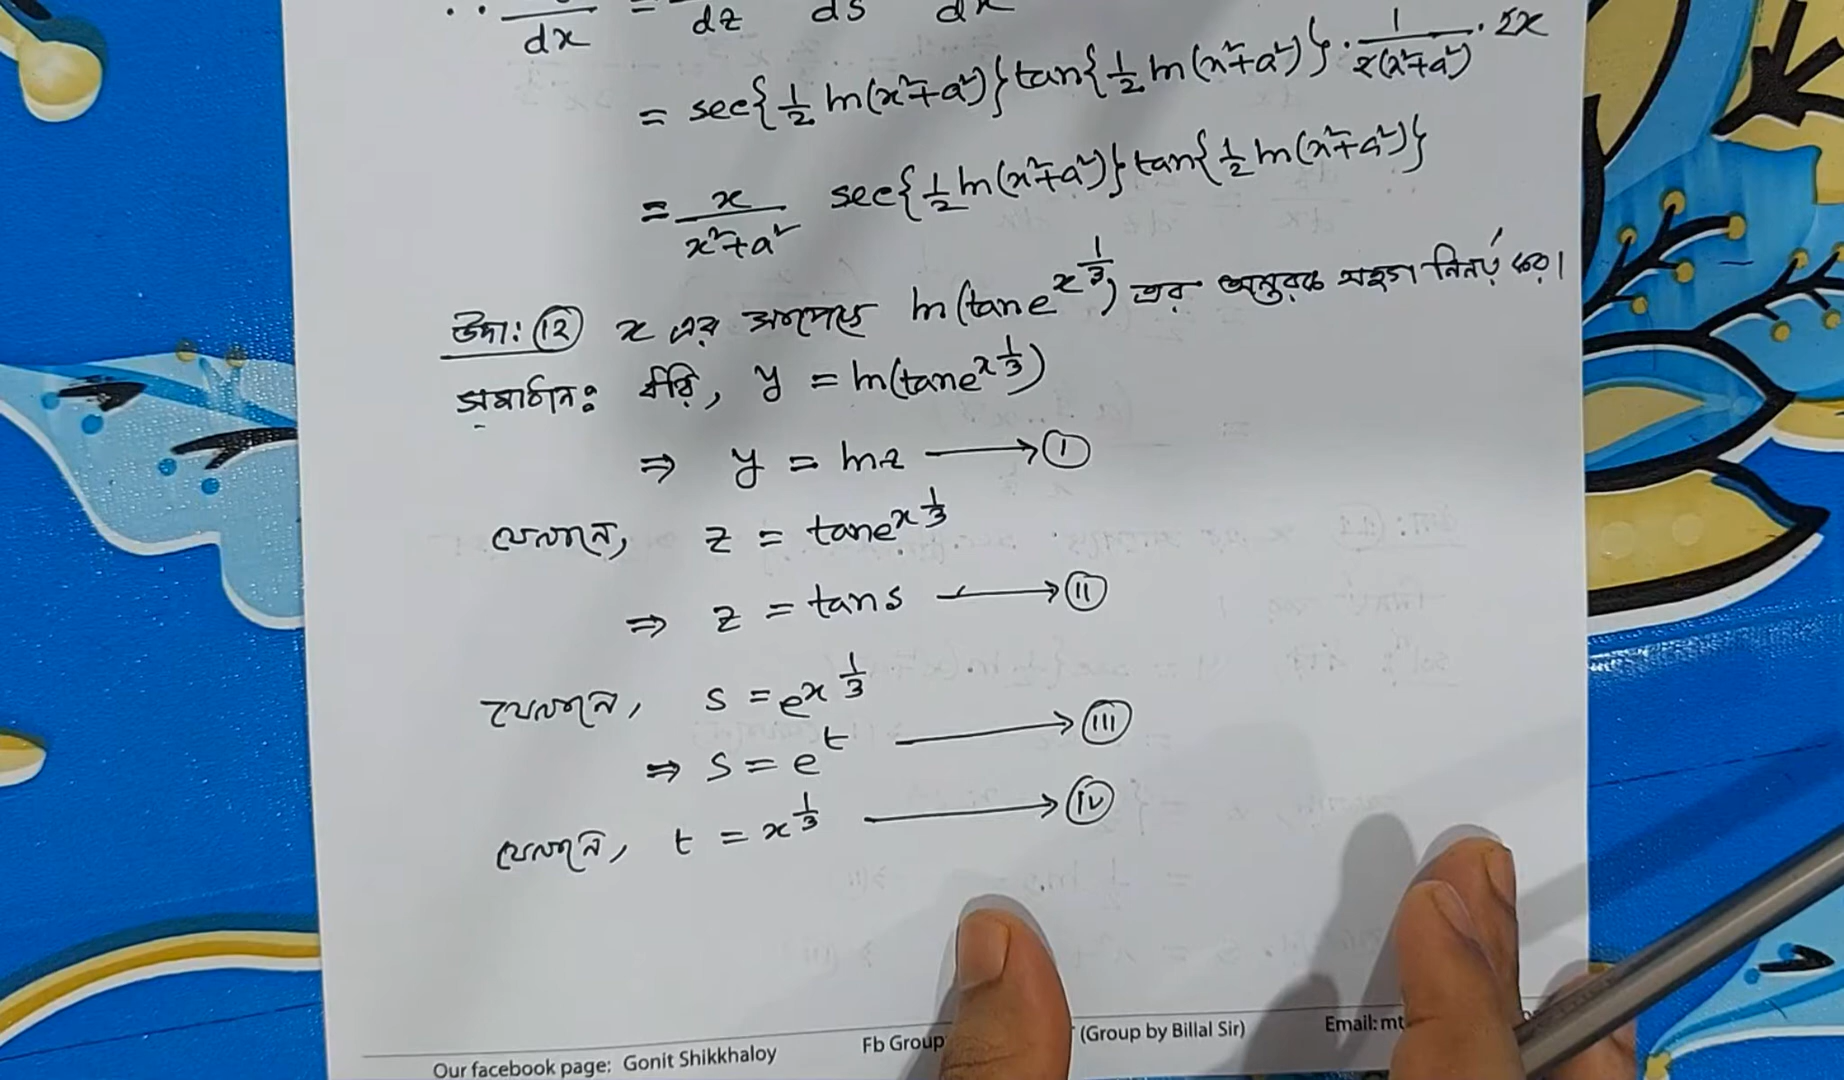 ∴ dx = dz ds dx
= sec{½ ln(x²+a²)} tan{½ ln(x²+a²)} · 1/2(x²+a²) · 2x
= x/x²+a² sec{½ ln(x²+a²)} tan{½ ln(x²+a²)}
উদা: ১২ x এর সাপেক্ষে ln(tan e^x^1/3) এর অন্তরক সহগ নির্ণয় কর।
সমাধান: ধরি, y = ln(tan e^x^1/3)
⇒ y = ln z ⟶ (I)
যেখানে, z = tan e^x^1/3
⇒ z = tan s ⟶ (II)
যেখানে, s = e^x^1/3
⇒ s = e^t ⟶ (III)
যেখানে, t = x^1/3 ⟶ (IV)
Our facebook page: Gonit Shikkhaloy Fb Group (Group by Billal Sir) Email: mt